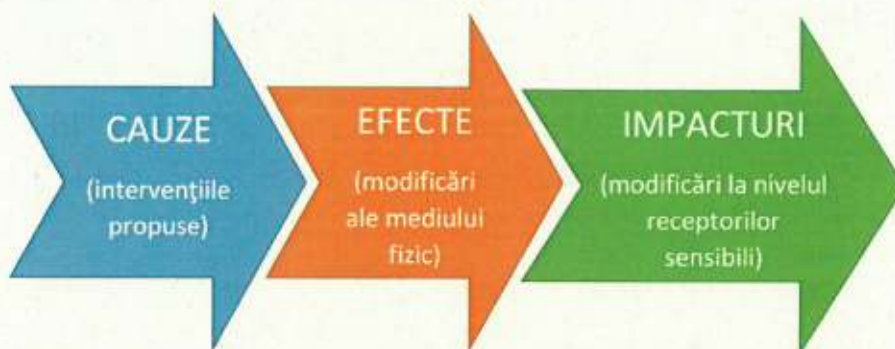 CAUZE
(intervenţiile
propuse)
EFECTE
(modificări
ale mediului
fizic)
IMPACTURI
(modificări la nivelul
receptorilor
sensibili)